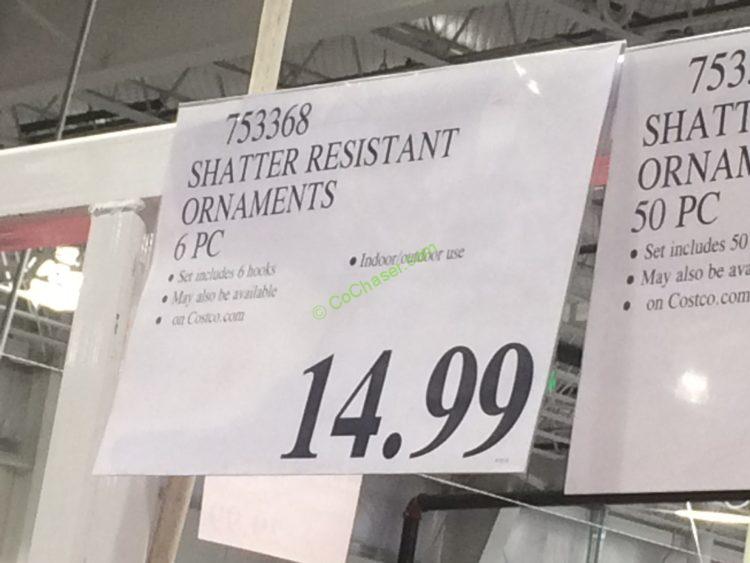 753368
SHATTER RESISTANT
ORNAMENTS
6 PC
• Set includes 6 hooks
• May also be available
• on Costco.com
• Indoor/outdoor use
14.99
© CoChaser.com
753
SHATT
ORNAM
50 PC
• Set includes 50
• May also be ava
• on Costco.com